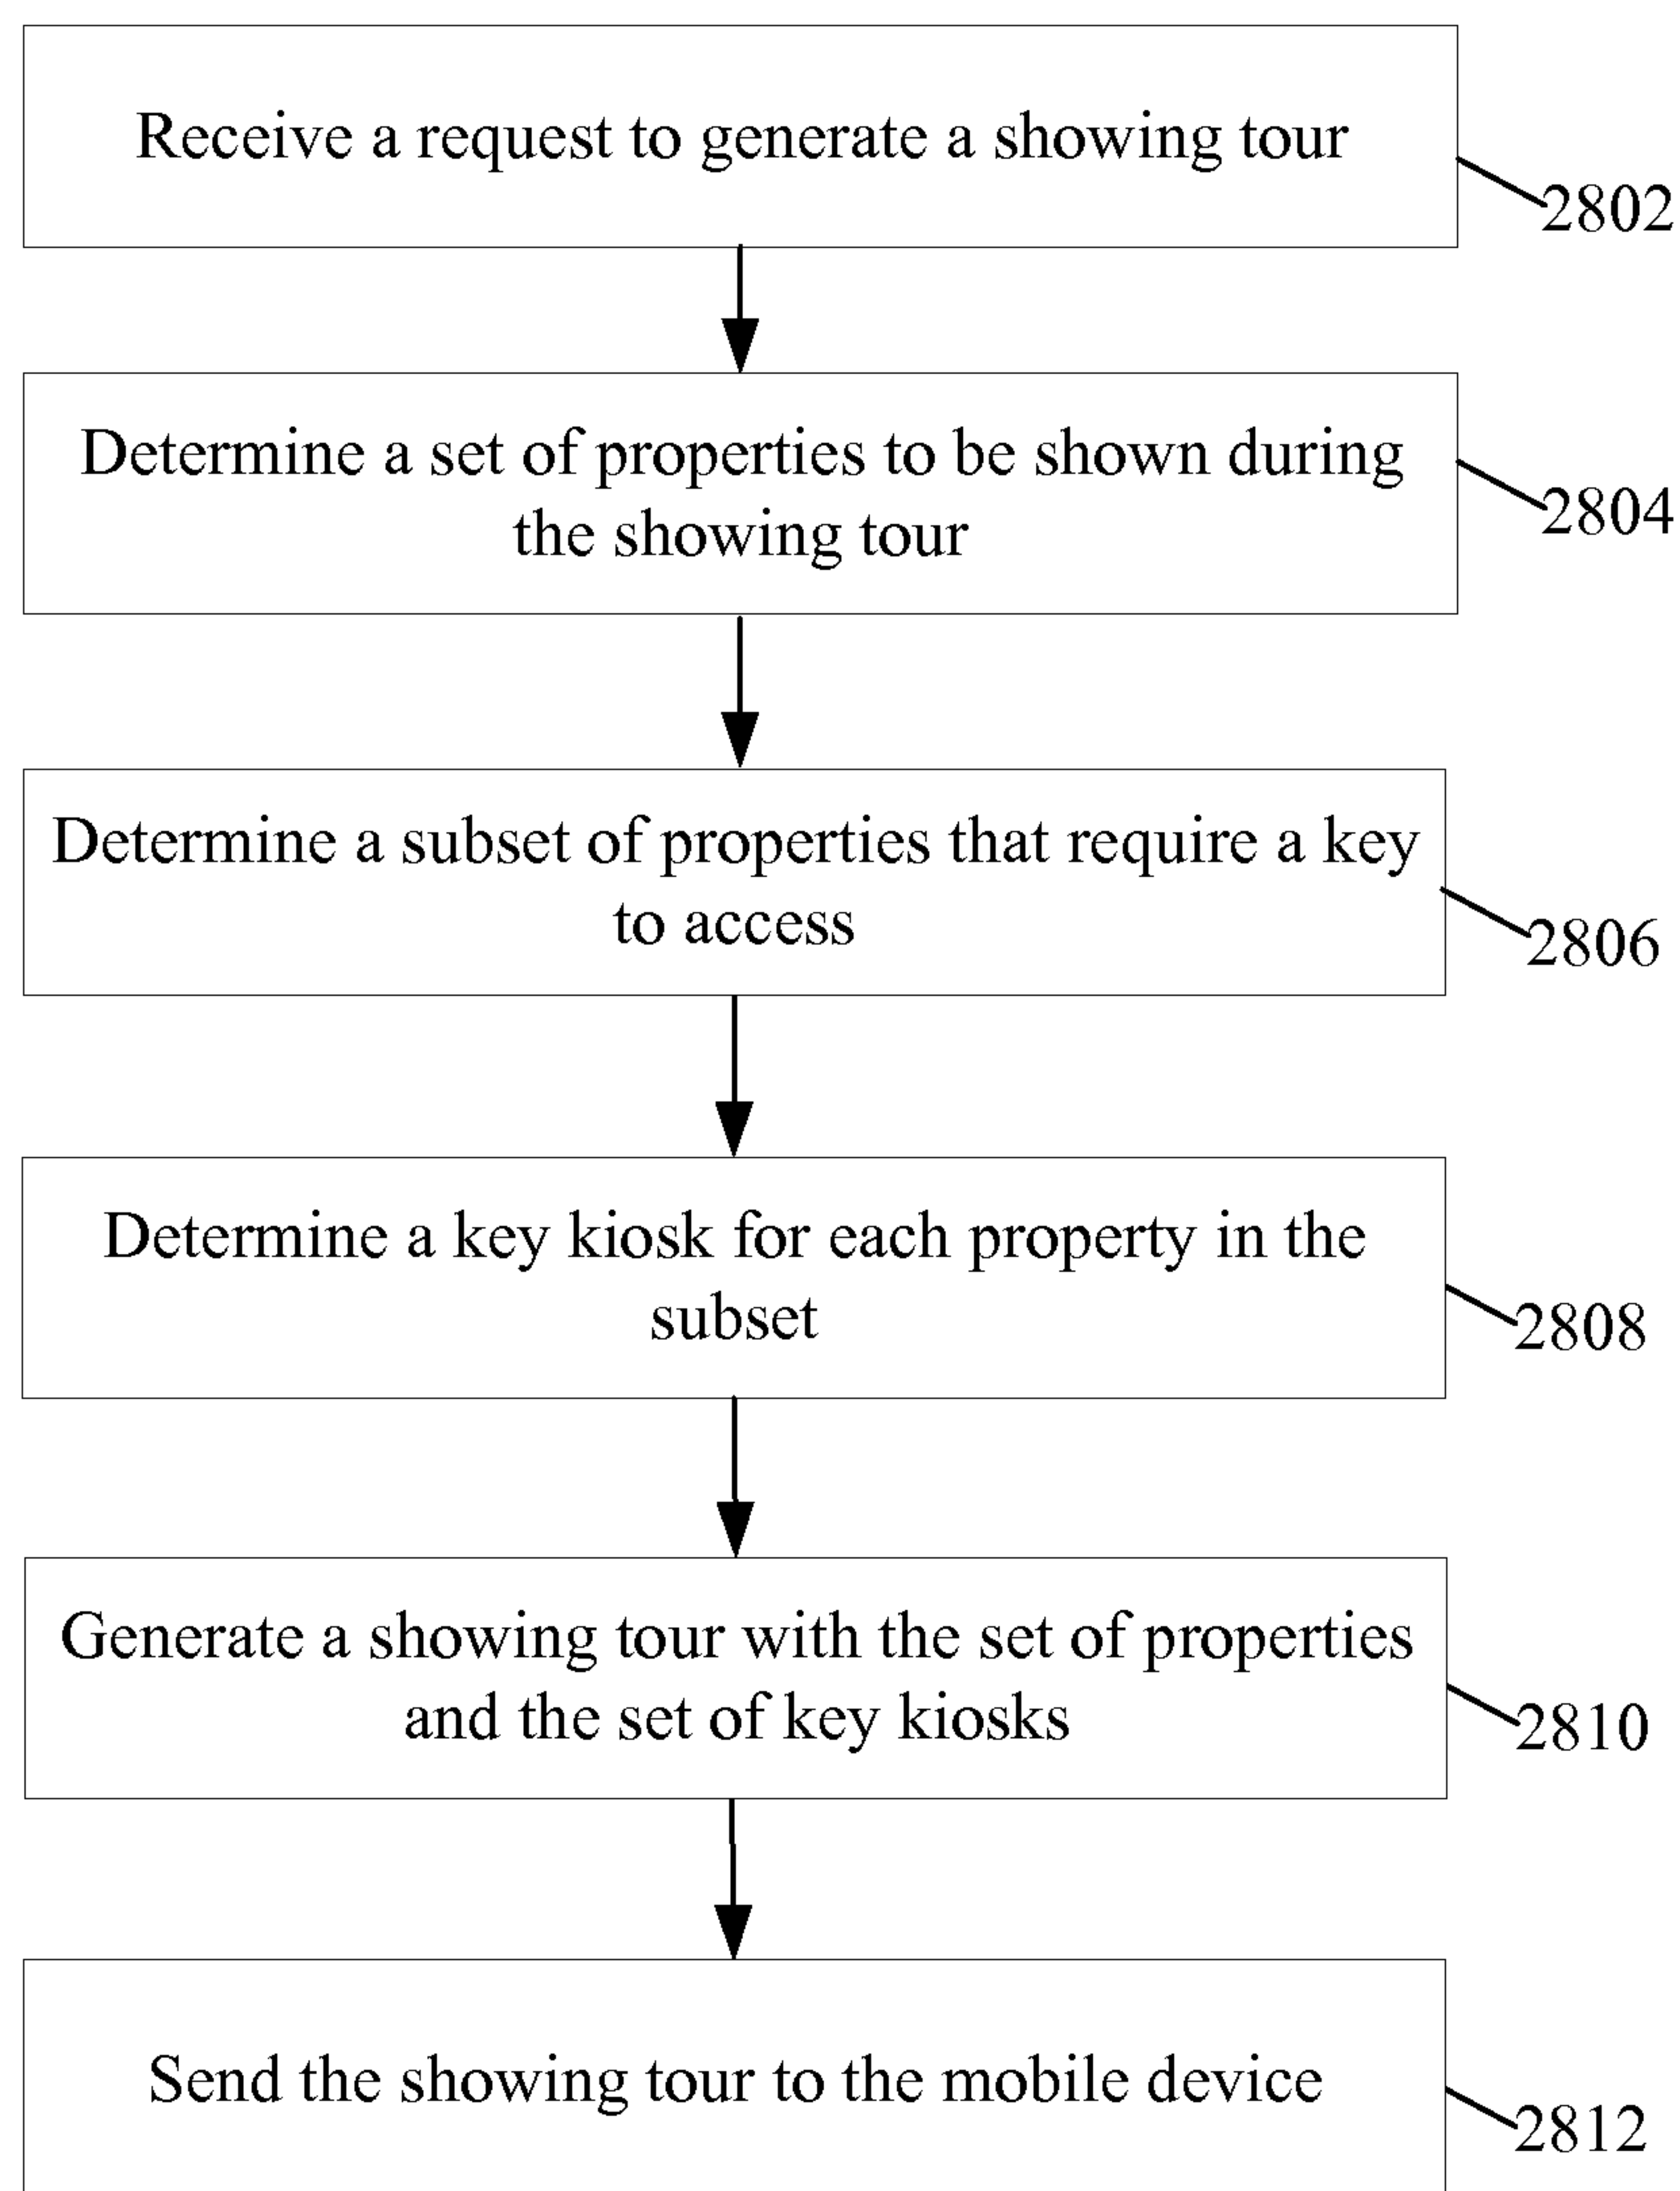 Receive a request to generate a showing tour
2802
Determine a set of properties to be shown during
the showing tour
2804
Determine a subset of properties that require a key
to access
2806
Determine a key kiosk for each property in the
subset
2808
Generate a showing tour with the set of properties
and the set of key kiosks
2810
Send the showing tour to the mobile device
2812